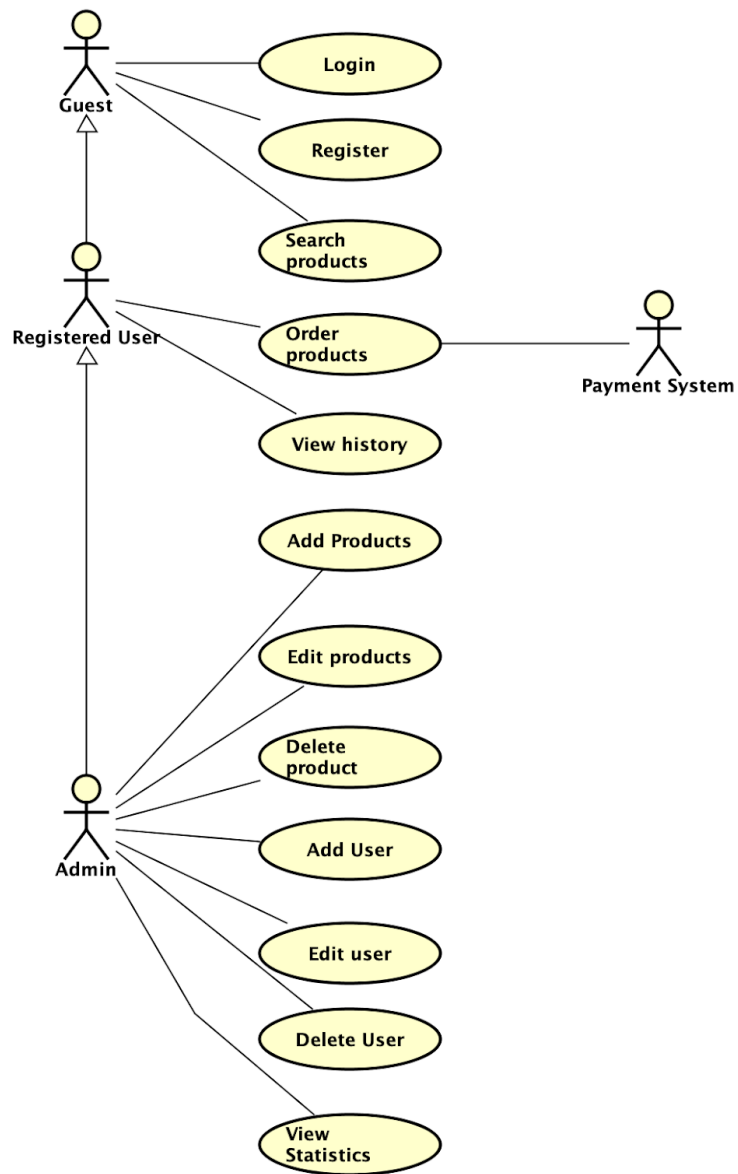 Guest
Login
Register
Search
products
Registered User
Order
products
Payment System
View history
Add Products
Edit products
Delete
product
Admin
Add User
Edit user
Delete User
View
Statistics